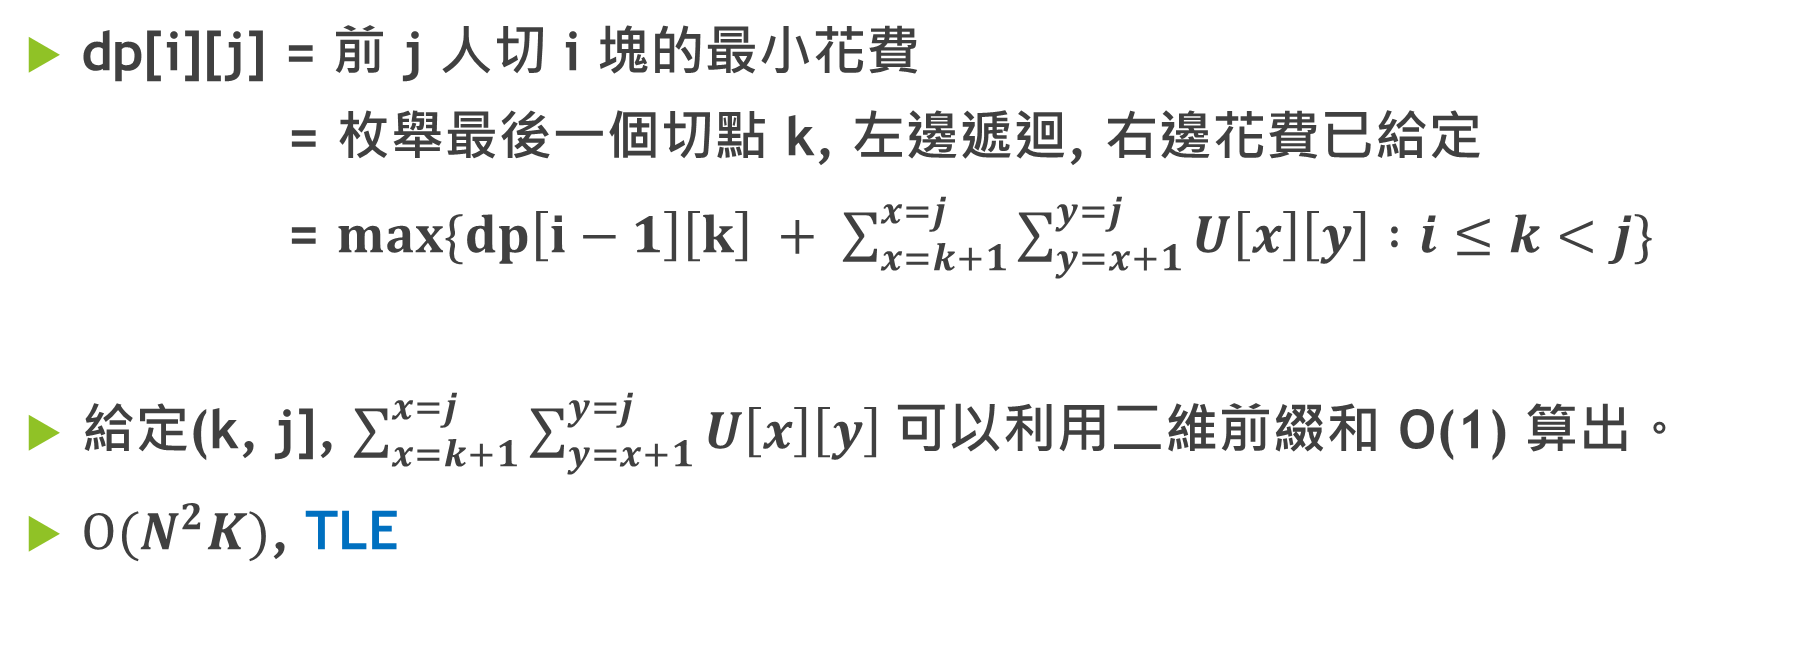 dp[i][j] = 前 j 人切 i 塊的最小花費
= 枚舉最後一個切點 k, 左邊遞迴, 右邊花費已給定
= max{dp[i − 1][k] + ∑_{x=k+1}^{x=j} ∑_{y=x+1}^{y=j} U[x][y] : i ≤ k < j}
給定(k, j], ∑_{x=k+1}^{x=j} ∑_{y=x+1}^{y=j} U[x][y] 可以利用二維前綴和 O(1) 算出。
O(N²K), TLE